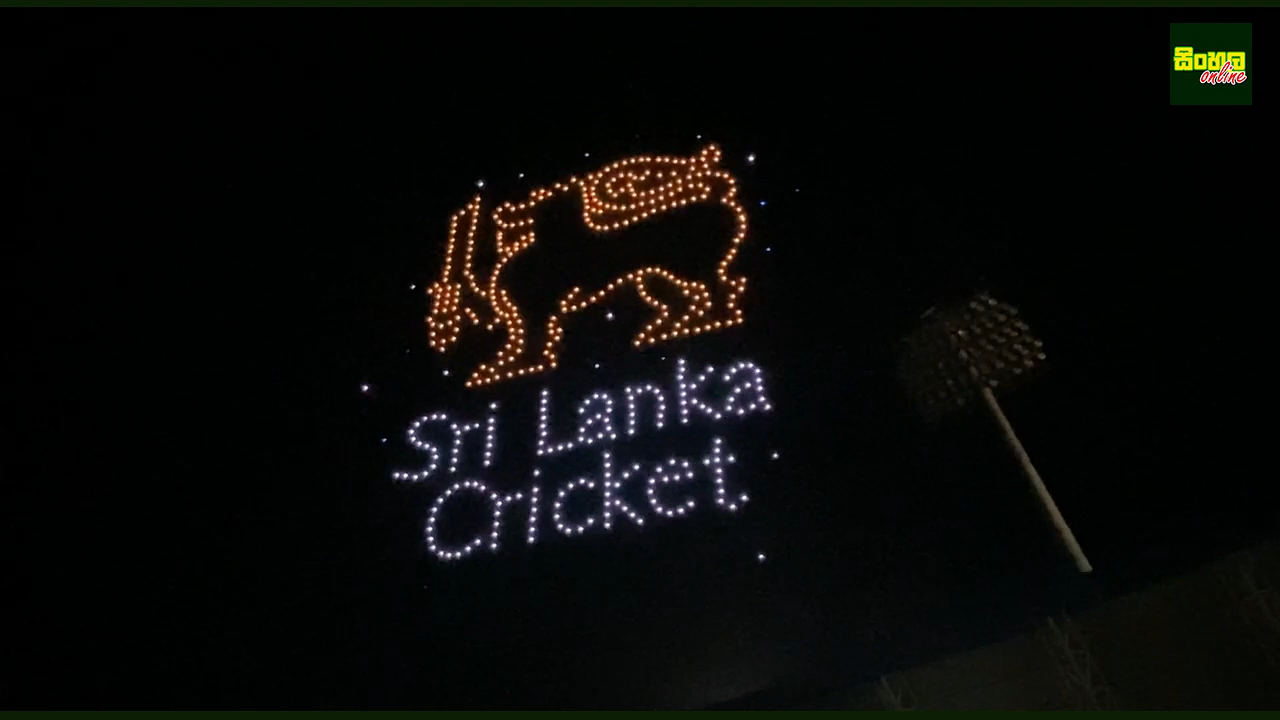 සිංහල
online
Sri Lanka
Cricket